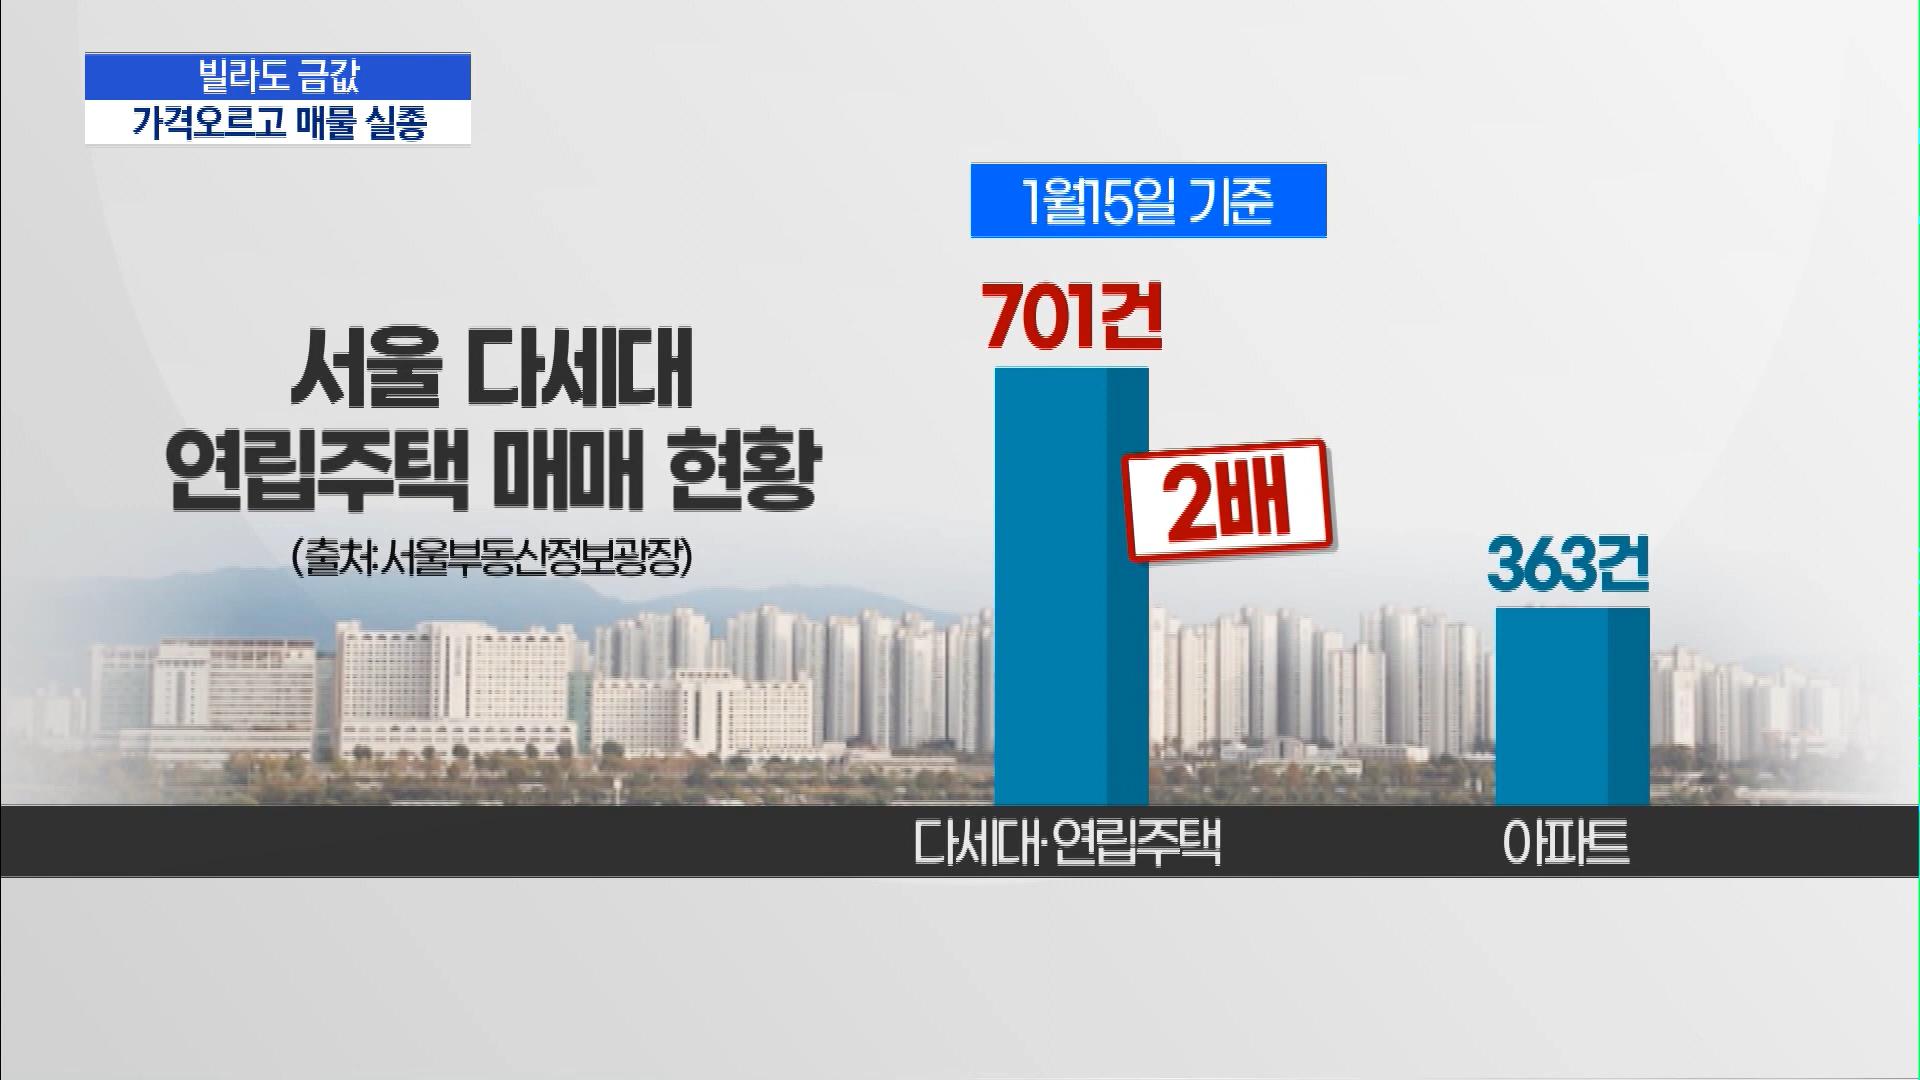 빌라도 금값
가격오르고 매물 실종
1월15일 기준
701건
서울 다세대
연립주택 매매 현황
(출처:서울부동산정보광장)
2배
363건
다세대·연립주택
아파트